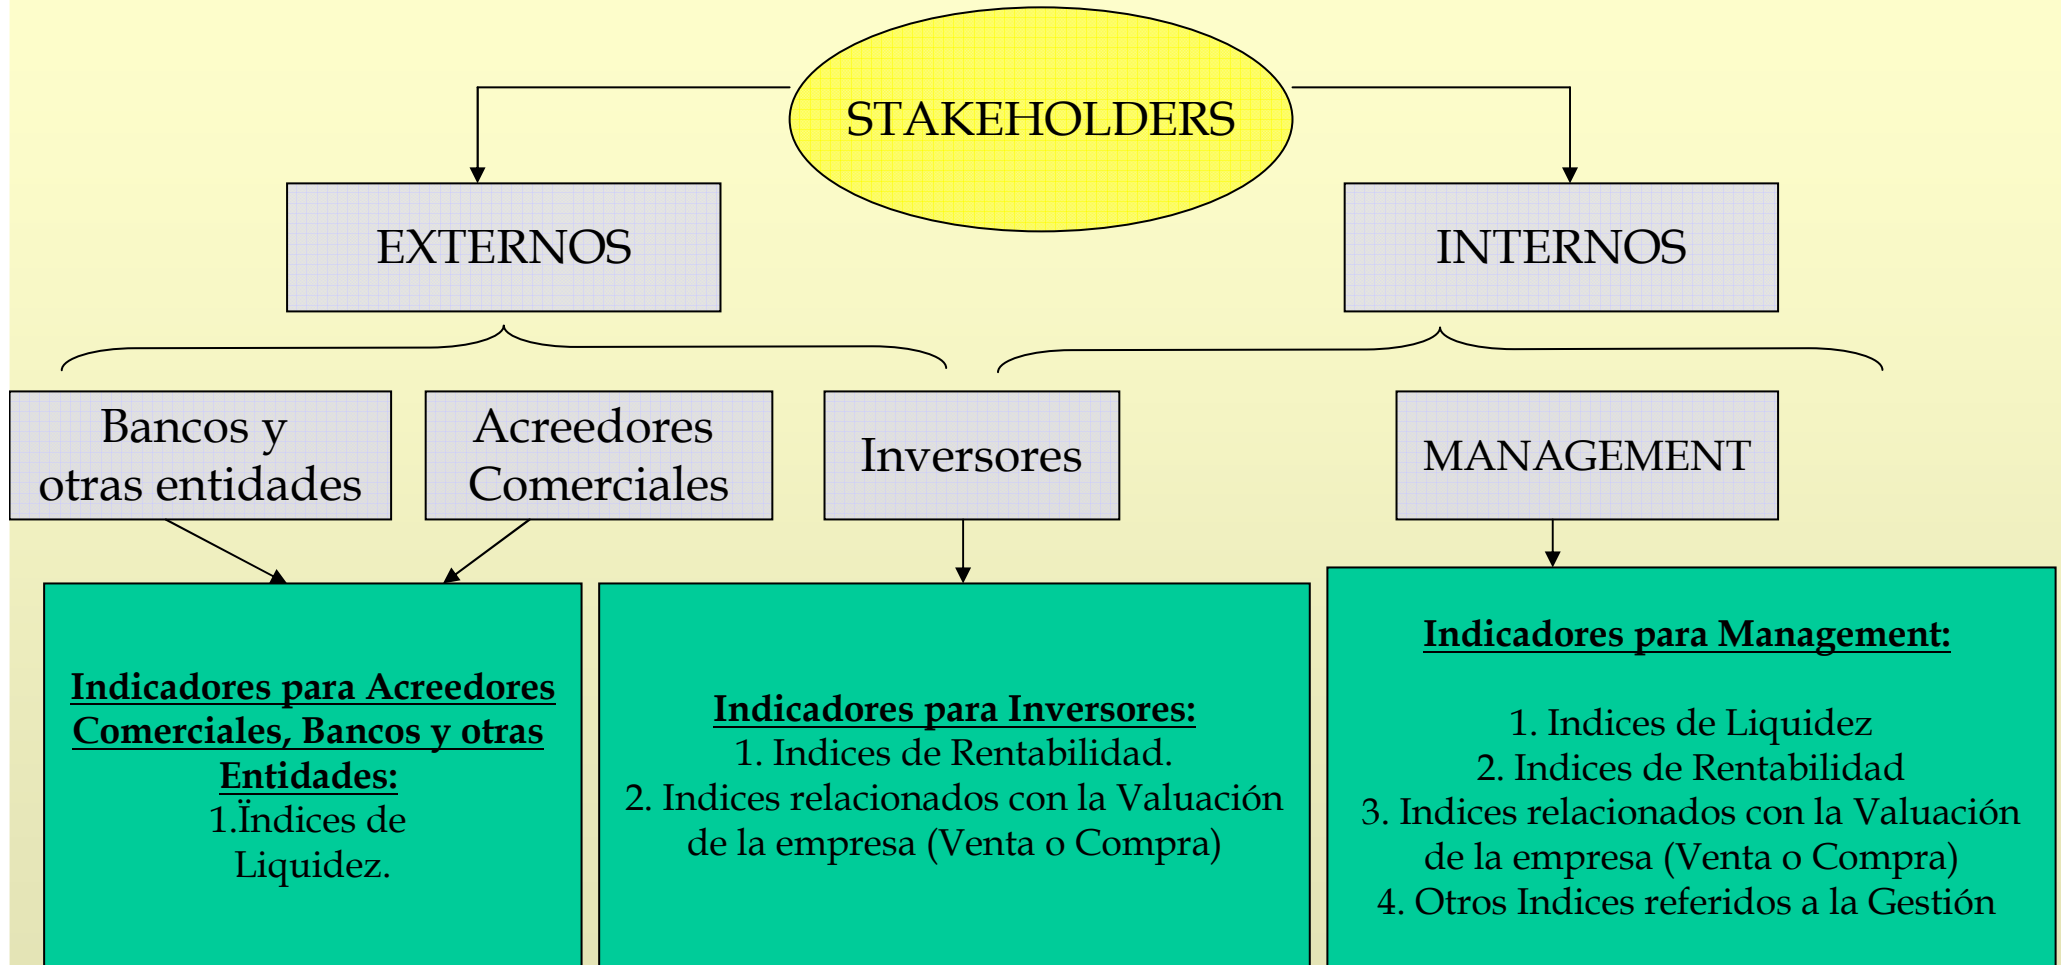 STAKEHOLDERS
EXTERNOS
INTERNOS
Bancos y
otras entidades
Acreedores
Comerciales
Inversores
MANAGEMENT
Indicadores para Acreedores
Comerciales, Bancos y otras
Entidades:
1.Ïndices de
Liquidez.
Indicadores para Inversores:
1. Indices de Rentabilidad.
2. Indices relacionados con la Valuación
de la empresa (Venta o Compra)
Indicadores para Management:
1. Indices de Liquidez
2. Indices de Rentabilidad
3. Indices relacionados con la Valuación
de la empresa (Venta o Compra)
4. Otros Indices referidos a la Gestión